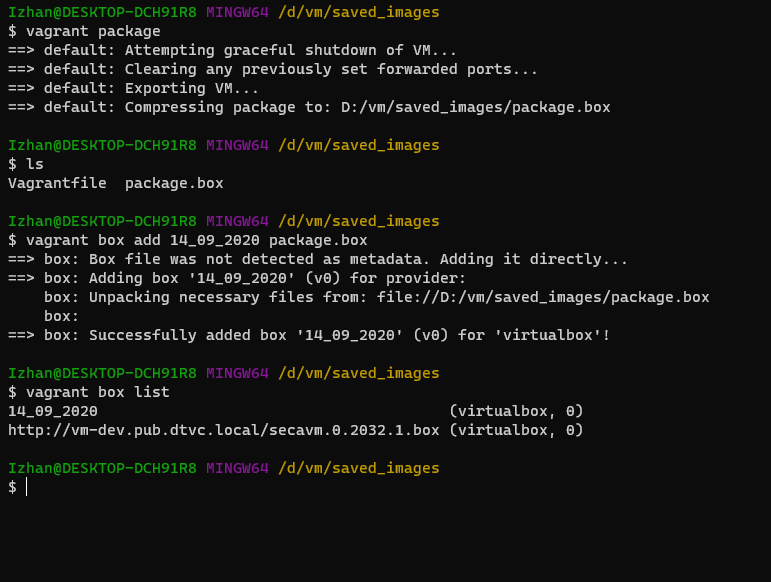 Izhan@DESKTOP-DCH91R8 MINGW64 /d/vm/saved_images
$ vagrant package
==> default: Attempting graceful shutdown of VM...
==> default: Clearing any previously set forwarded ports...
==> default: Exporting VM...
==> default: Compressing package to: D:/vm/saved_images/package.box
Izhan@DESKTOP-DCH91R8 MINGW64 /d/vm/saved_images
$ ls
Vagrantfile  package.box
Izhan@DESKTOP-DCH91R8 MINGW64 /d/vm/saved_images
$ vagrant box add 14_09_2020 package.box
==> box: Box file was not detected as metadata. Adding it directly...
==> box: Adding box '14_09_2020' (v0) for provider:
    box: Unpacking necessary files from: file://D:/vm/saved_images/package.box
    box:
==> box: Successfully added box '14_09_2020' (v0) for 'virtualbox'!
Izhan@DESKTOP-DCH91R8 MINGW64 /d/vm/saved_images
$ vagrant box list
14_09_2020                                       (virtualbox, 0)
http://vm-dev.pub.dtvc.local/secavm.0.2032.1.box (virtualbox, 0)
Izhan@DESKTOP-DCH91R8 MINGW64 /d/vm/saved_images
$